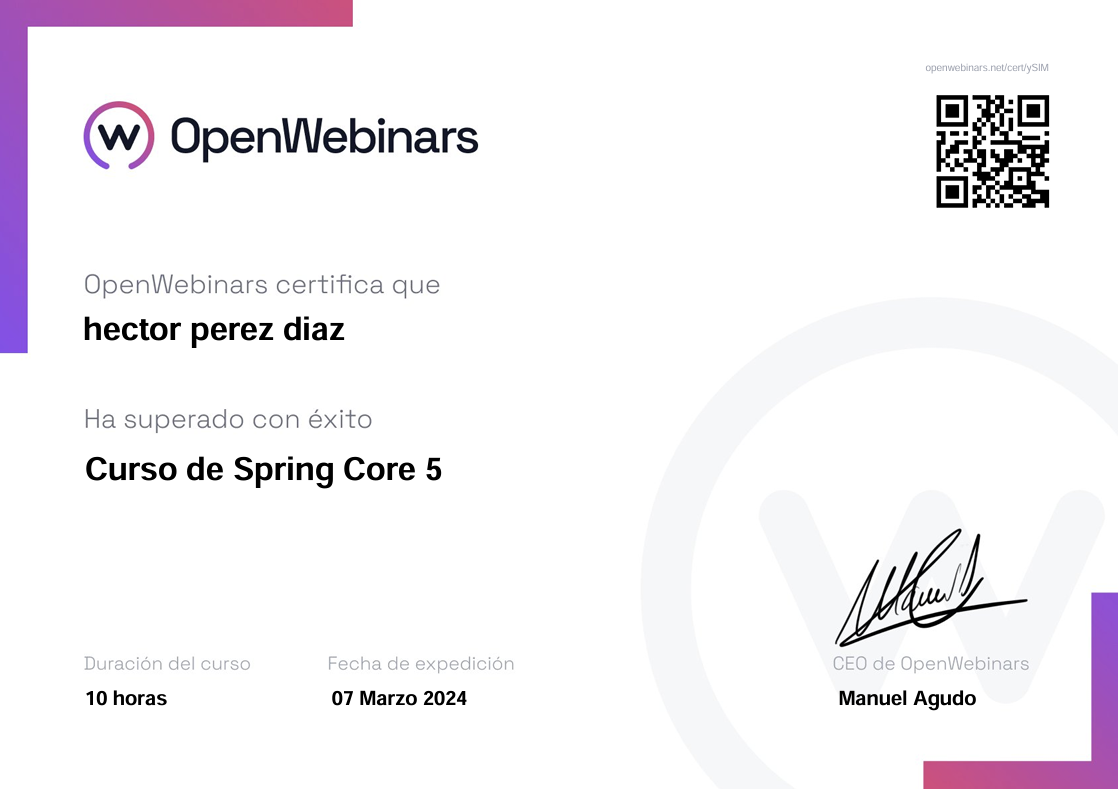 openwebinars.net/cert/ySIM
OpenWebinars
OpenWebinars certifica que
hector perez diaz
Ha superado con éxito
Curso de Spring Core 5
Duración del curso
Fecha de expedición
CEO de OpenWebinars
10 horas
07 Marzo 2024
Manuel Agudo